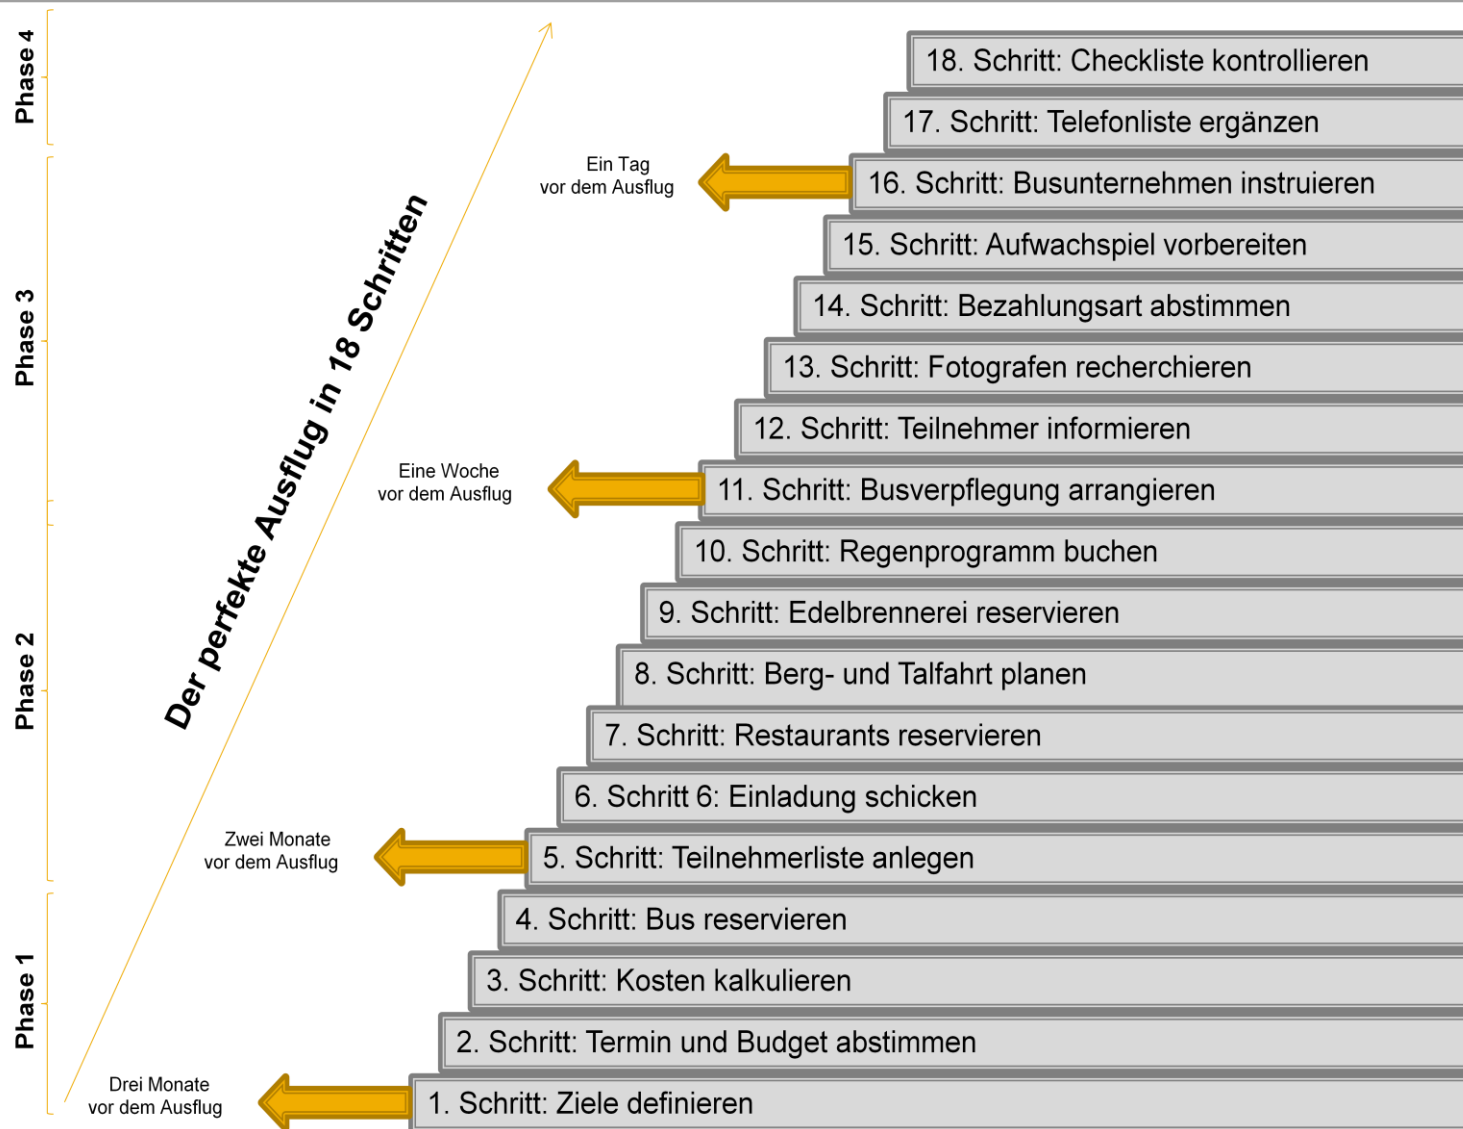 Phase 4
18. Schritt: Checkliste kontrollieren
17. Schritt: Telefonliste ergänzen
Ein Tag
vor dem Ausflug
16. Schritt: Busunternehmen instruieren
15. Schritt: Aufwachspiel vorbereiten
Phase 3
14. Schritt: Bezahlungsart abstimmen
13. Schritt: Fotografen recherchieren
12. Schritt: Teilnehmer informieren
Der perfekte Ausflug in 18 Schritten
Eine Woche
vor dem Ausflug
11. Schritt: Busverpflegung arrangieren
10. Schritt: Regenprogramm buchen
9. Schritt: Edelbrennerei reservieren
Phase 2
8. Schritt: Berg- und Talfahrt planen
7. Schritt: Restaurants reservieren
6. Schritt 6: Einladung schicken
Zwei Monate
vor dem Ausflug
5. Schritt: Teilnehmerliste anlegen
4. Schritt: Bus reservieren
Phase 1
3. Schritt: Kosten kalkulieren
2. Schritt: Termin und Budget abstimmen
Drei Monate
vor dem Ausflug
1. Schritt: Ziele definieren